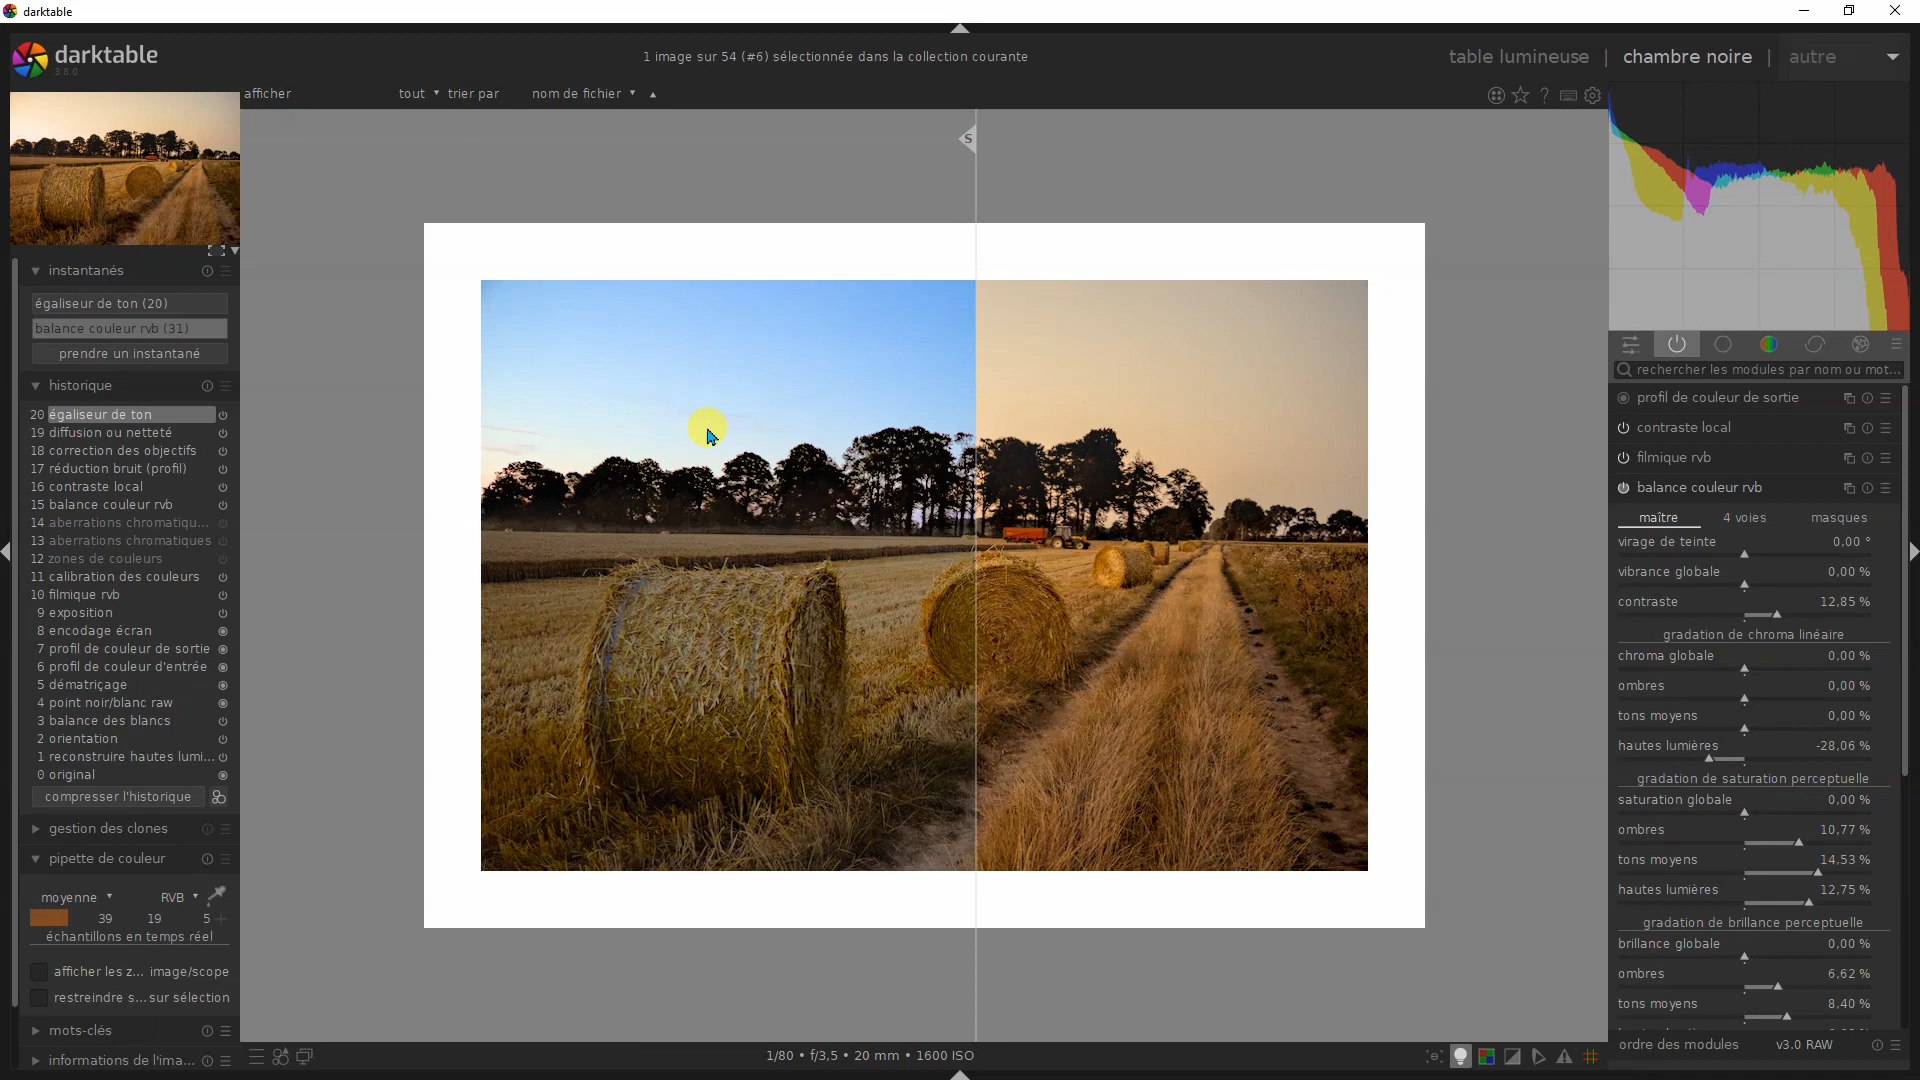 darktable
darktable
3.8.0
1 image sur 54 (#6) sélectionnée dans la collection courante
table lumineuse | chambre noire | autre
afficher tout trier par nom de fichier
S
instantanés
égaliseur de ton (20)
balance couleur rvb (31)
prendre un instantané
historique
20 égaliseur de ton
19 diffusion ou netteté
18 correction des objectifs
17 réduction bruit (profil)
16 contraste local
15 balance couleur rvb
14 aberrations chromatiqu...
13 aberrations chromatiques
12 zones de couleurs
11 calibration des couleurs
10 filmique rvb
9 exposition
8 encodage écran
7 profil de couleur de sortie
6 profil de couleur d'entrée
5 dématriçage
4 point noir/blanc raw
3 balance des blancs
2 orientation
1 reconstruire hautes lumi...
0 original
compresser l'historique
gestion des clones
pipette de couleur
moyenne RVB
39 19 5
échantillons en temps réel
afficher les z... image/scope
restreindre s...sur sélection
mots-clés
informations de l'ima...
1/80 • f/3,5 • 20 mm • 1600 ISO
rechercher les modules par nom ou mot...
profil de couleur de sortie
contraste local
filmique rvb
balance couleur rvb
maître 4 voies masques
virage de teinte 0,00 °
vibrance globale 0,00 %
contraste 12,85 %
gradation de chroma linéaire
chroma globale 0,00 %
ombres 0,00 %
tons moyens 0,00 %
hautes lumières -28,06 %
gradation de saturation perceptuelle
saturation globale 0,00 %
ombres 10,77 %
tons moyens 14,53 %
hautes lumières 12,75 %
gradation de brillance perceptuelle
brillance globale 0,00 %
ombres 6,62 %
tons moyens 8,40 %
ordre des modules v3.0 RAW